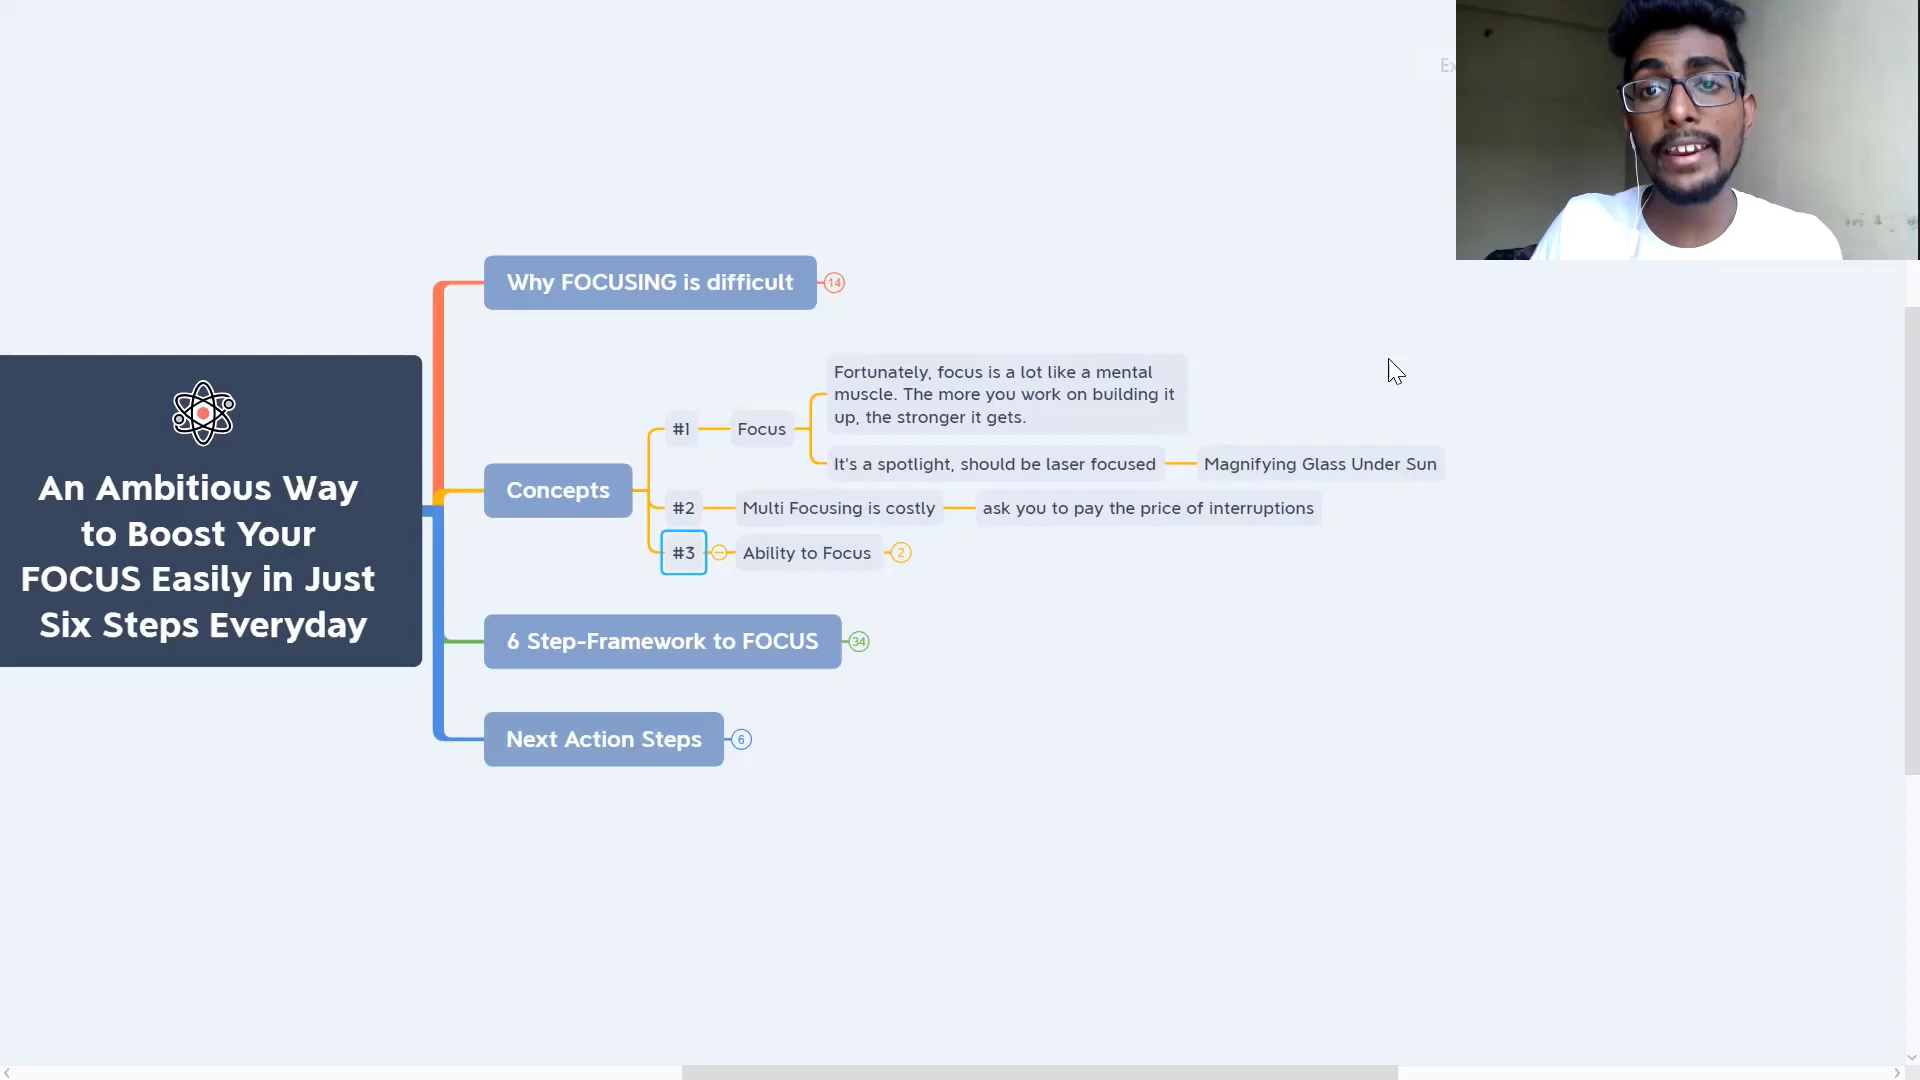 Ex
An Ambitious Way
to Boost Your
FOCUS Easily in Just
Six Steps Everyday
Why FOCUSING is difficult
14
Concepts
#1
Focus
Fortunately, focus is a lot like a mental
muscle. The more you work on building it
up, the stronger it gets.
It's a spotlight, should be laser focused
Magnifying Glass Under Sun
#2
Multi Focusing is costly
ask you to pay the price of interruptions
#3
Ability to Focus
2
6 Step-Framework to FOCUS
34
Next Action Steps
6